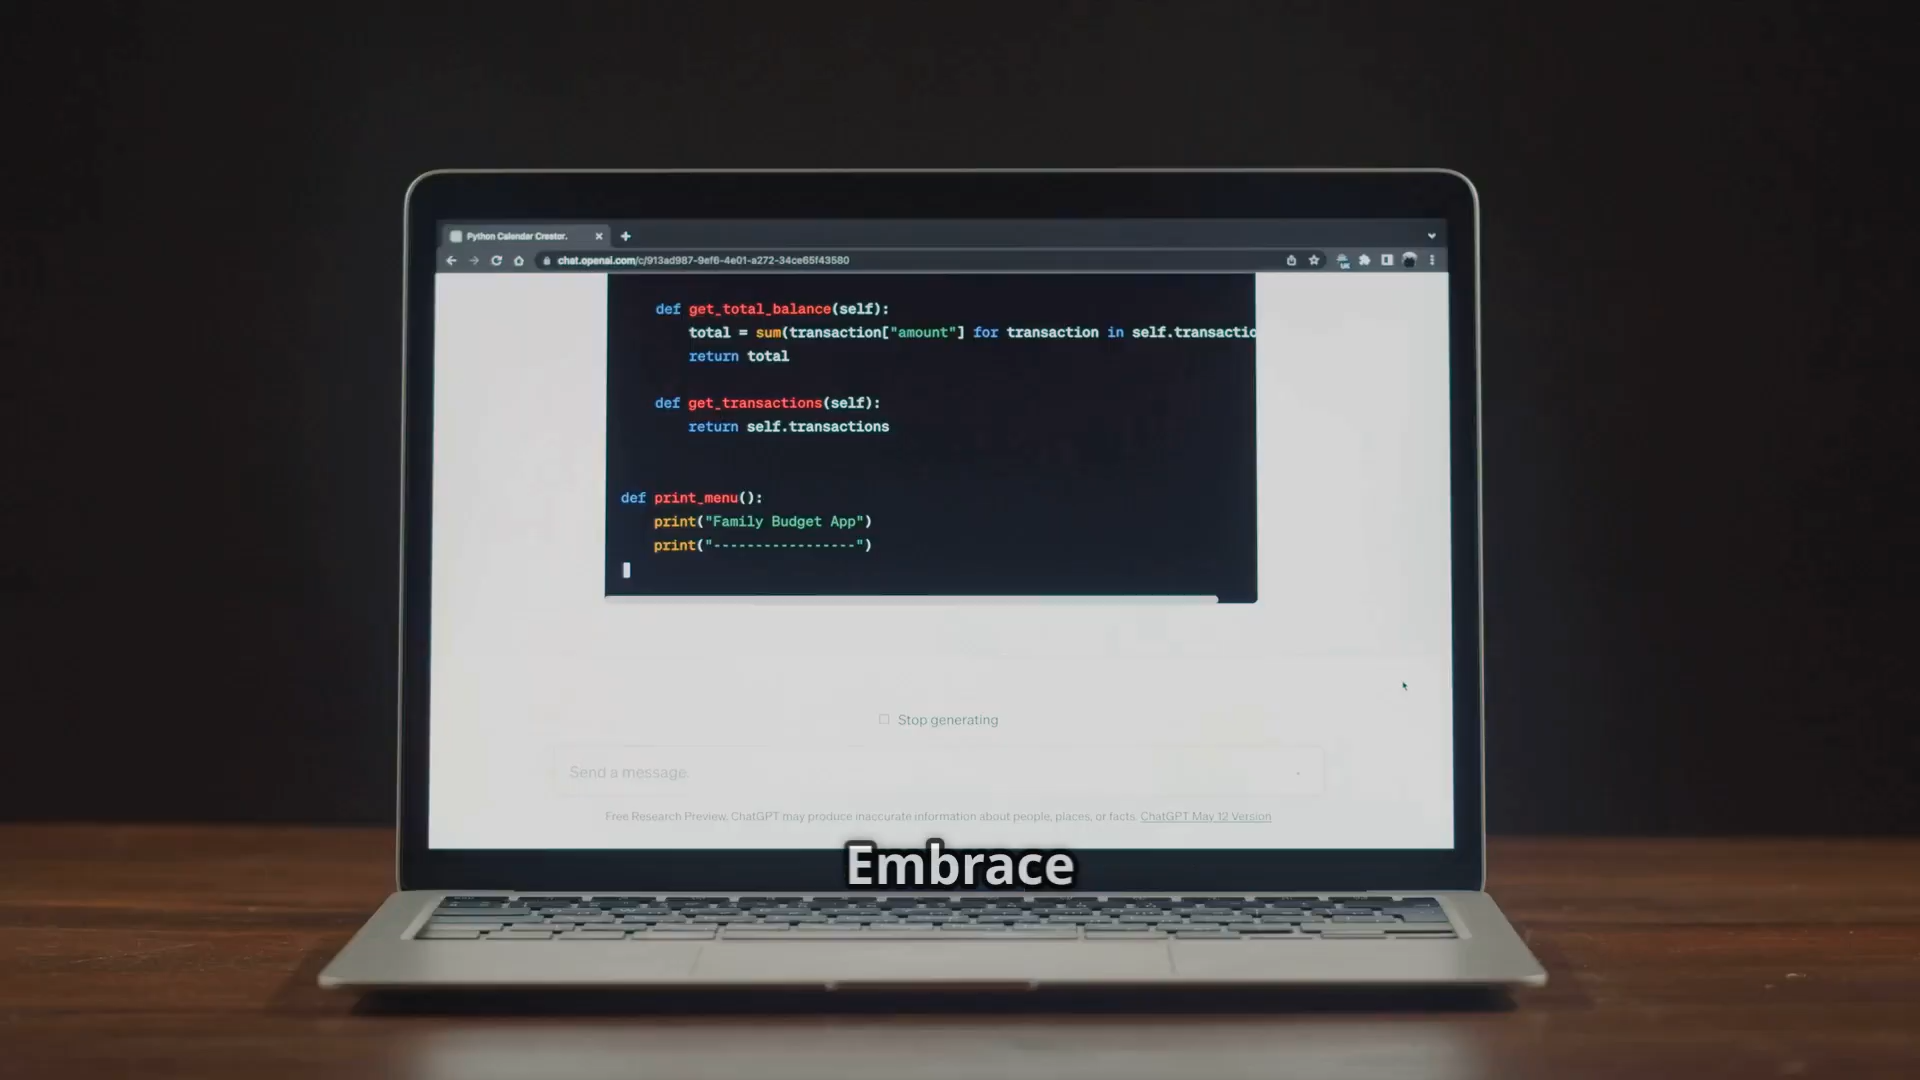 Python Calendar Creator.
chat.openai.com/c/913ad987-9ef6-4e01-a272-34ce65f43580
def get_total_balance(self):
total = sum(transaction["amount"] for transaction in self.transactio
return total
def get_transactions(self):
return self.transactions
def print_menu():
print("Family Budget App")
print("-----------------")
Stop generating
Send a message.
Free Research Preview. ChatGPT may produce inaccurate information about people, places, or facts. ChatGPT May 12 Version
Embrace